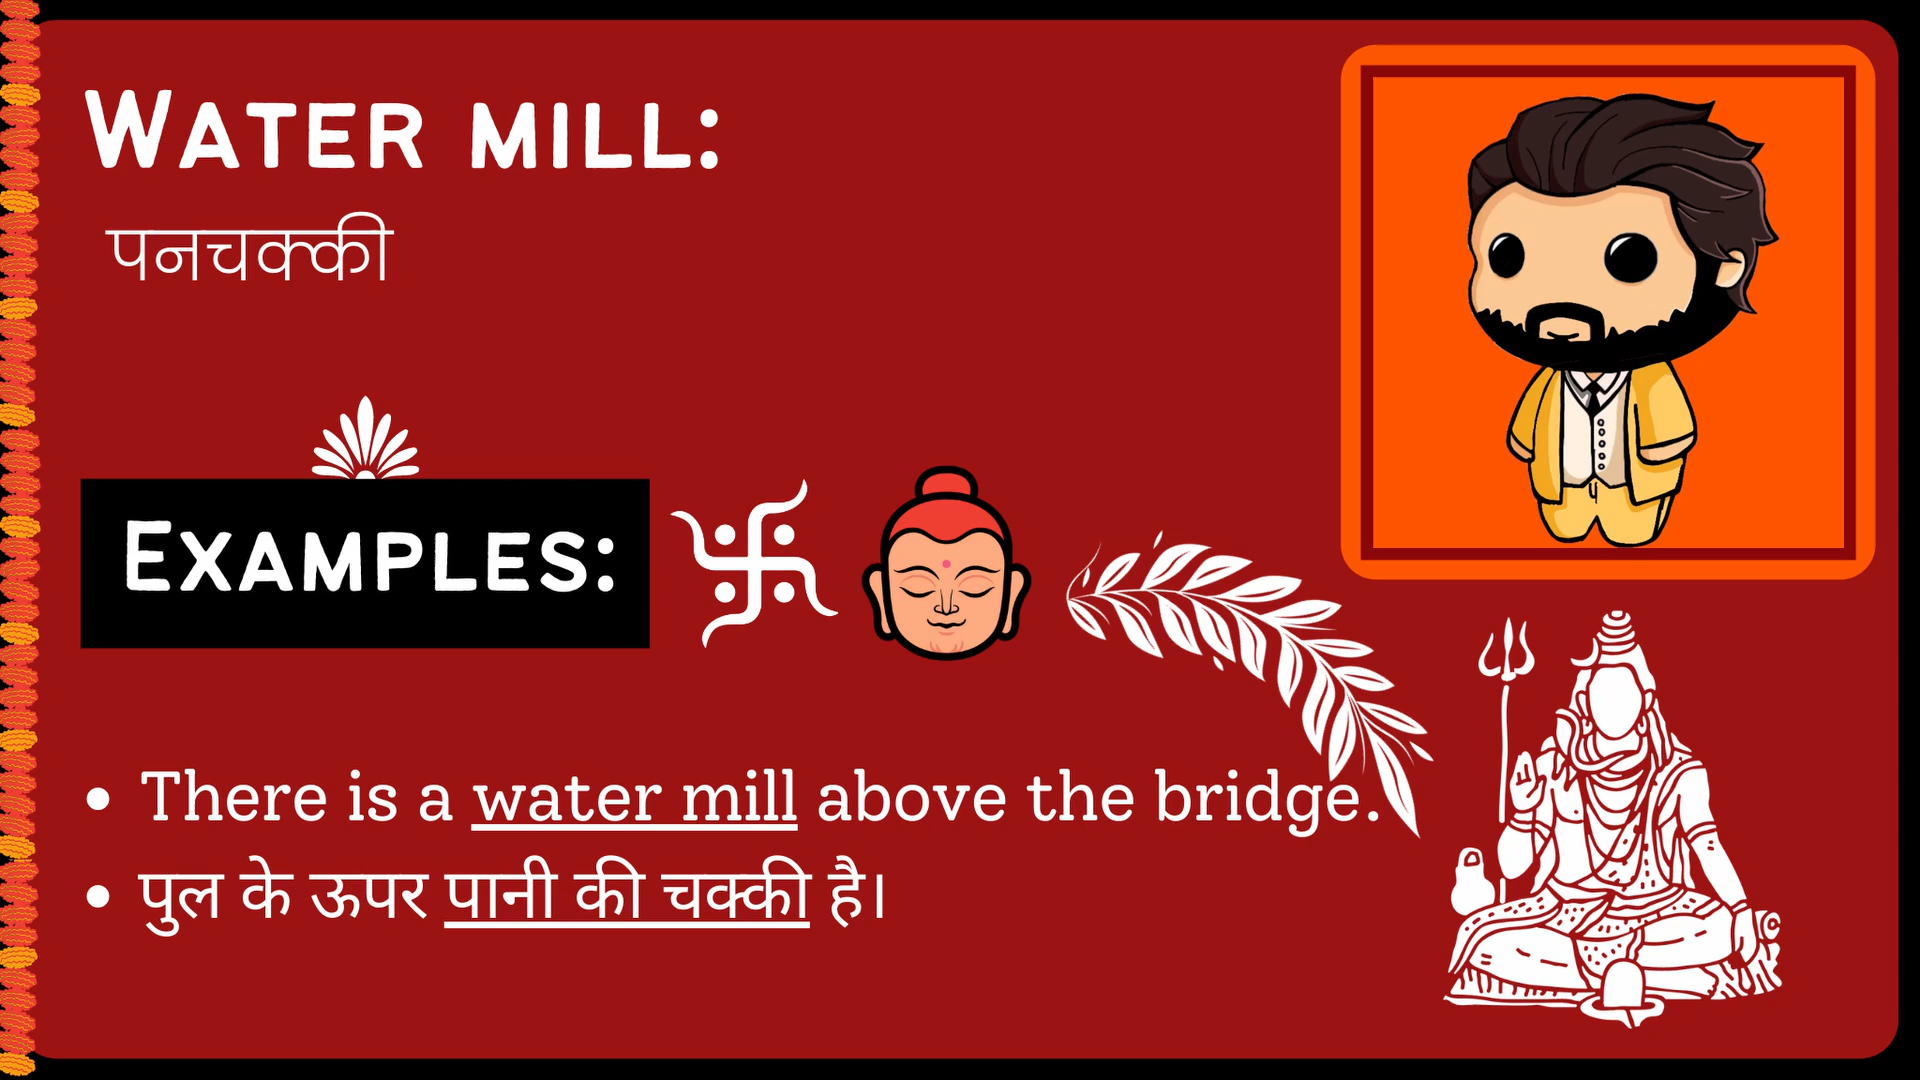 WATER MILL:
पनचक्की
EXAMPLES:
• There is a water mill above the bridge.
• पुल के ऊपर पानी की चक्की है।